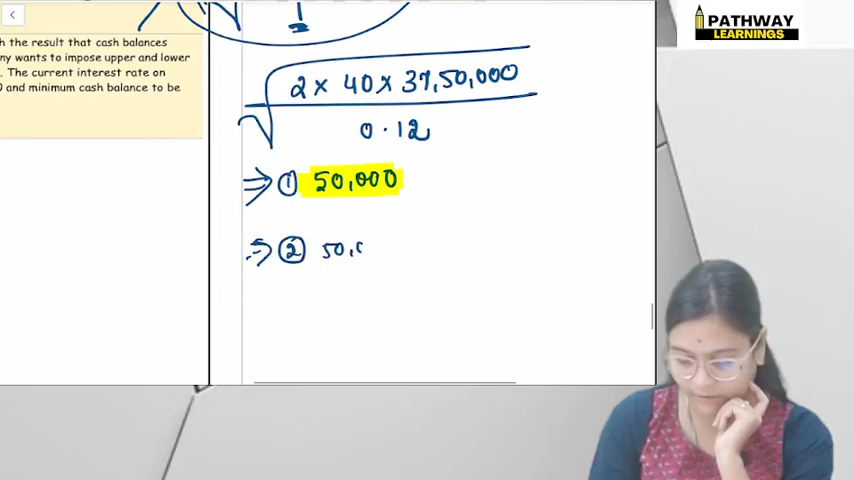 PATHWAY
LEARNINGS
h the result that cash balances
ny wants to impose upper and lower
. The current interest rate on
0 and minimum cash balance to be
√ 2 × 40 × 37,50,000
0.12
⇒ ① 50,000
⇒ ② 50,0